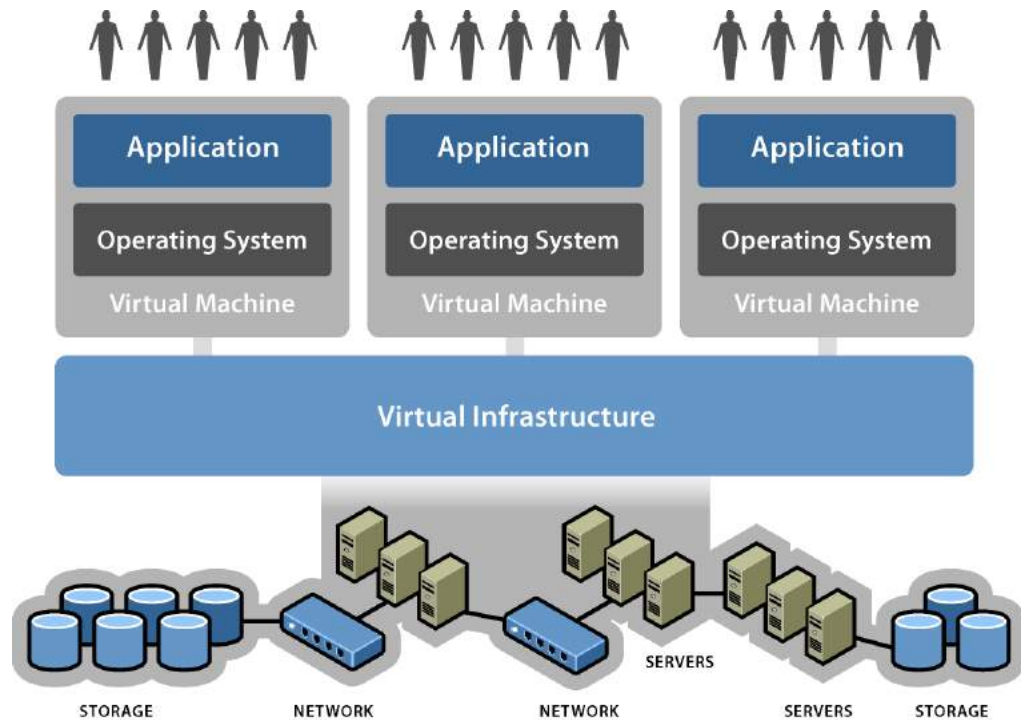 Application
Application
Application
Operating System
Operating System
Operating System
Virtual Machine
Virtual Machine
Virtual Machine
Virtual Infrastructure
SERVERS
STORAGE
NETWORK
NETWORK
SERVERS
STORAGE